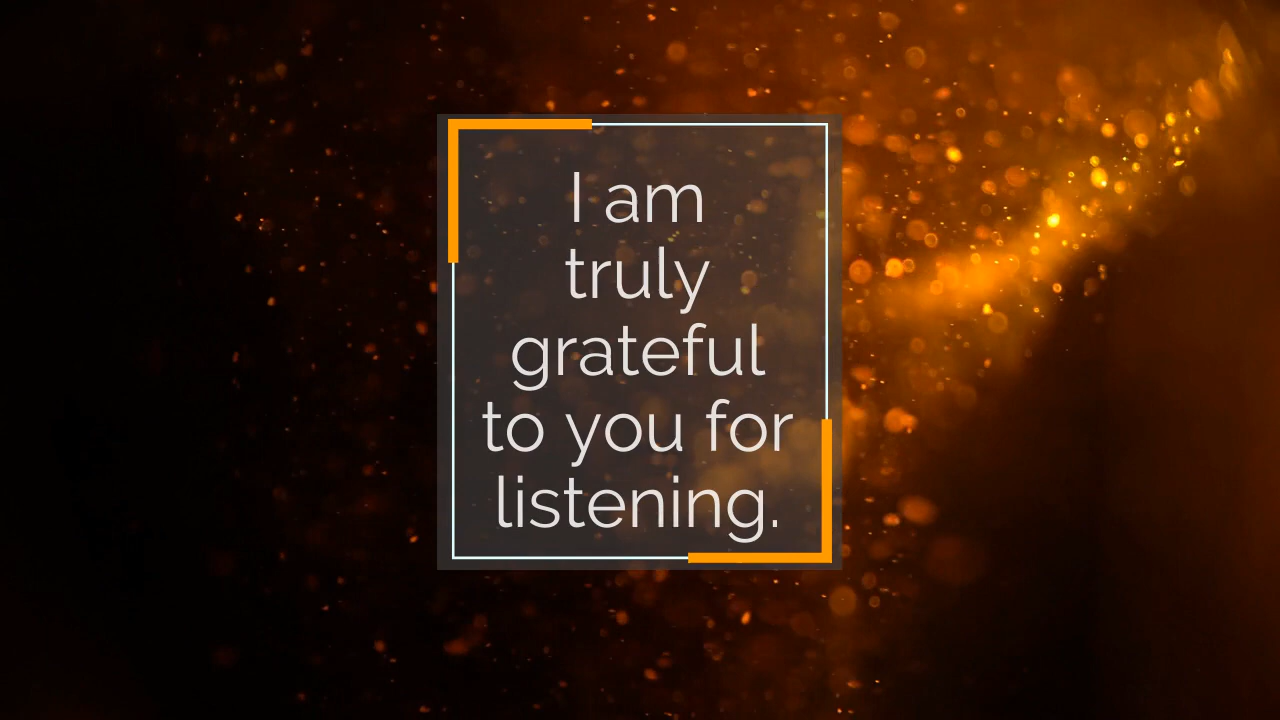 I am
truly
grateful
to you for
listening.